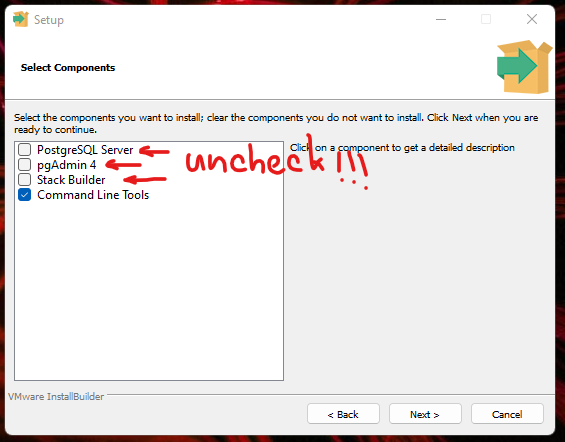 Setup
Select Components
Select the components you want to install; clear the components you do not want to install. Click Next when you are
ready to continue.
PostgreSQL Server
pgAdmin 4
Stack Builder
Command Line Tools
Click on a component to get a detailed description
uncheck!!!
VMware InstallBuilder
< Back
Next >
Cancel